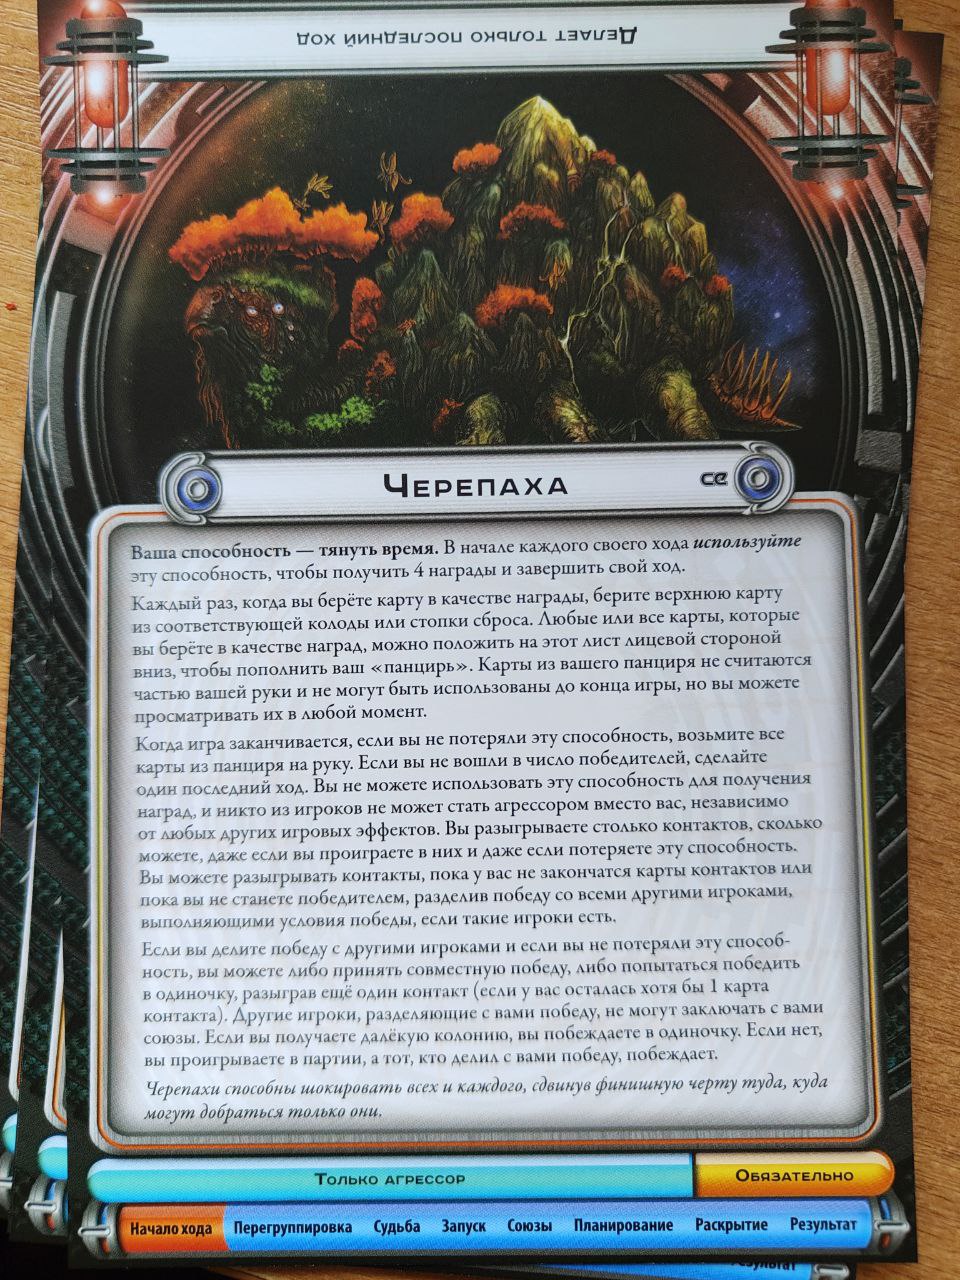 Делает только последний ход
Черепаха
CE
Ваша способность — тянуть время. В начале каждого своего хода используйте
эту способность, чтобы получить 4 награды и завершить свой ход.
Каждый раз, когда вы берёте карту в качестве награды, берите верхнюю карту
из соответствующей колоды или стопки сброса. Любые или все карты, которые
вы берёте в качестве наград, можно положить на этот лист лицевой стороной
вниз, чтобы пополнить ваш «панцирь». Карты из вашего панциря не считаются
частью вашей руки и не могут быть использованы до конца игры, но вы можете
просматривать их в любой момент.
Когда игра заканчивается, если вы не потеряли эту способность, возьмите все
карты из панциря на руку. Если вы не вошли в число победителей, сделайте
один последний ход. Вы не можете использовать эту способность для получения
наград, и никто из игроков не может стать агрессором вместо вас, независимо
от любых других игровых эффектов. Вы разыгрываете столько контактов, сколько
можете, даже если вы проиграете в них и даже если потеряете эту способность.
Вы можете разыгрывать контакты, пока у вас не закончатся карты контактов или
пока вы не станете победителем, разделив победу со всеми другими игроками,
выполняющими условия победы, если такие игроки есть.
Если вы делите победу с другими игроками и если вы не потеряли эту способ-
ность, вы можете либо принять совместную победу, либо попытаться победить
в одиночку, разыграв ещё один контакт (если у вас осталась хотя бы 1 карта
контакта). Другие игроки, разделяющие с вами победу, не могут заключать с вами
союзы. Если вы получаете далёкую колонию, вы побеждаете в одиночку. Если нет,
вы проигрываете в партии, а тот, кто делил с вами победу, побеждает.
Черепахи способны шокировать всех и каждого, сдвинув финишную черту туда, куда
могут добраться только они.
Только агрессор Обязательно
Начало хода Перегруппировка Судьба Запуск Союзы Планирование Раскрытие Результат
Результат